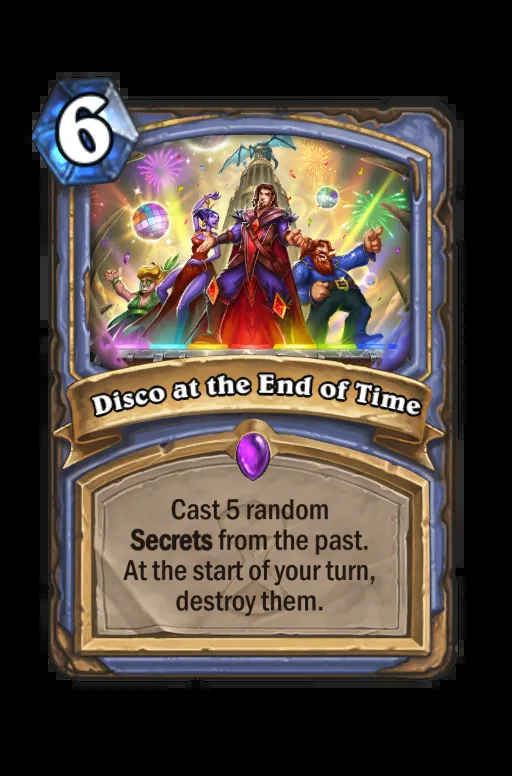 6
Disco at the End of Time
Cast 5 random
Secrets from the past.
At the start of your turn,
destroy them.